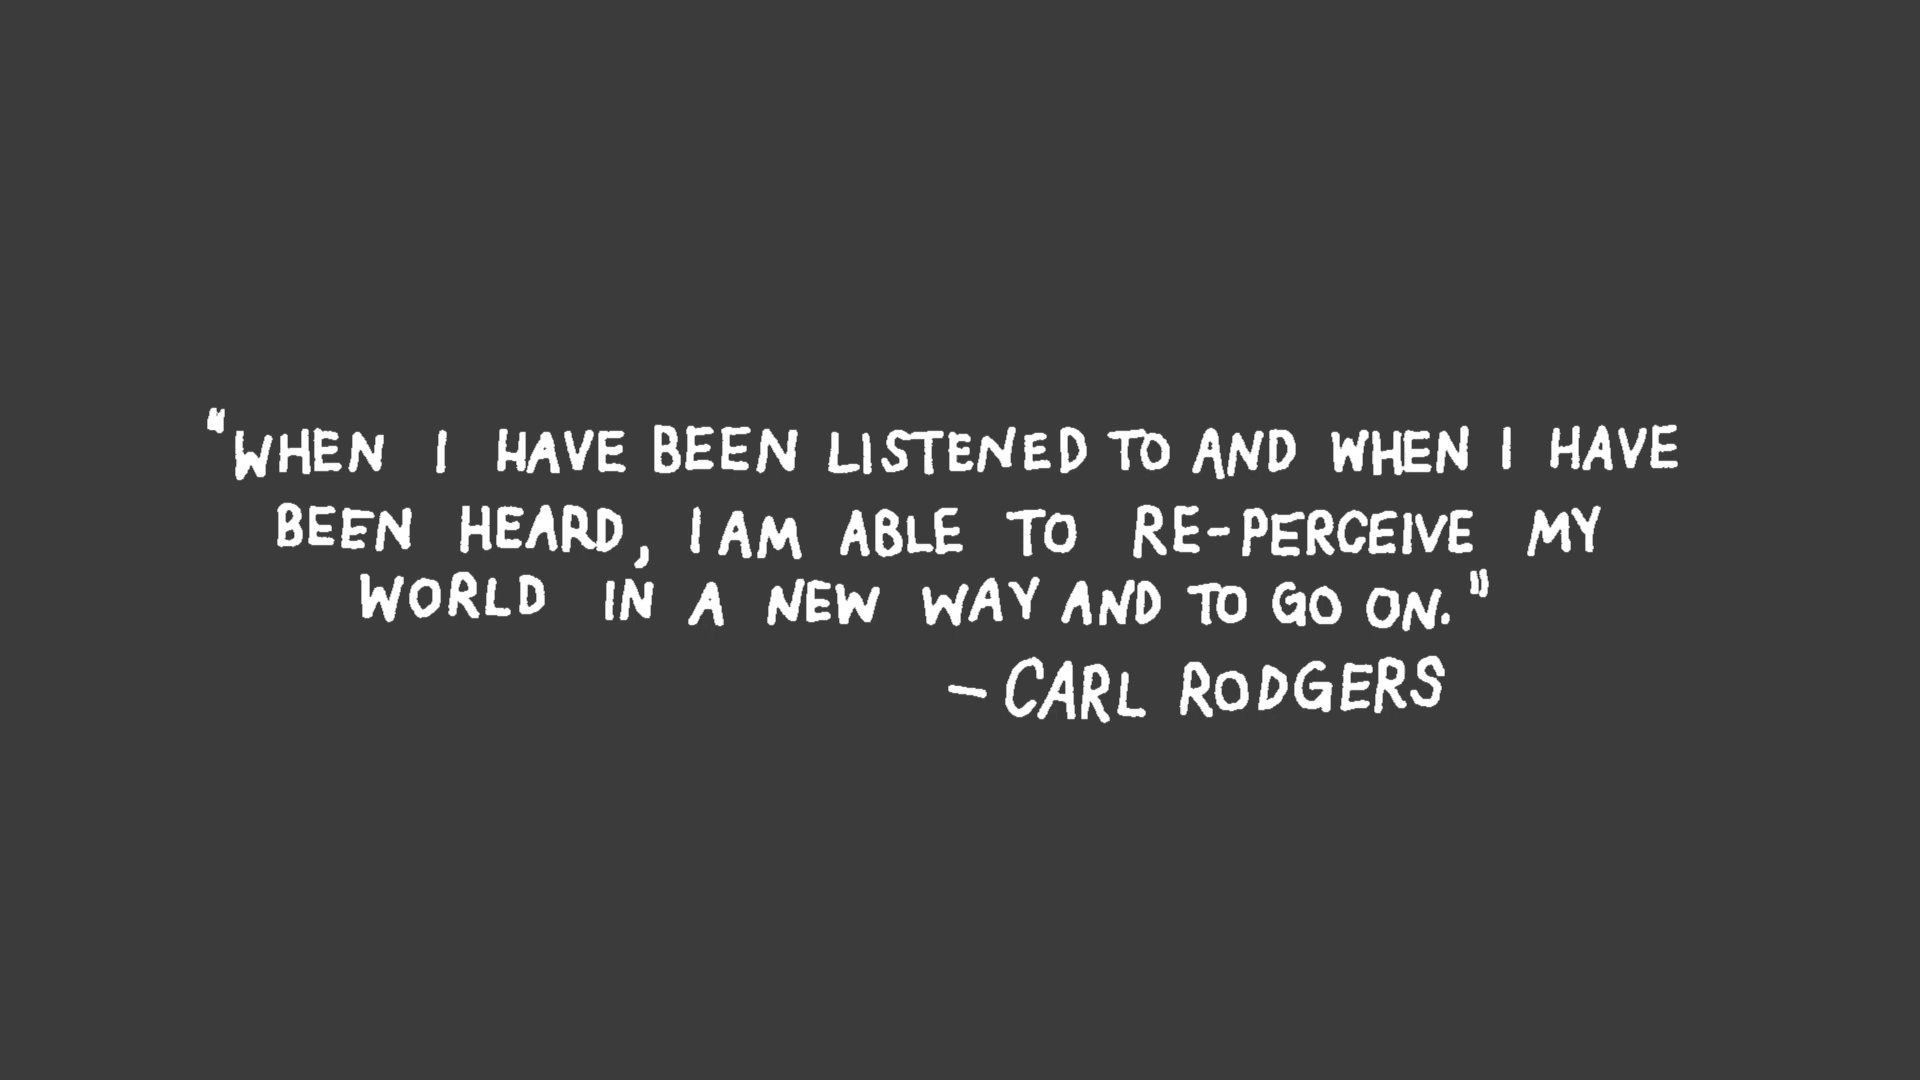 "WHEN I HAVE BEEN LISTENED TO AND WHEN I HAVE
BEEN HEARD, I AM ABLE TO RE-PERCEIVE MY
WORLD IN A NEW WAY AND TO GO ON."
– CARL RODGERS